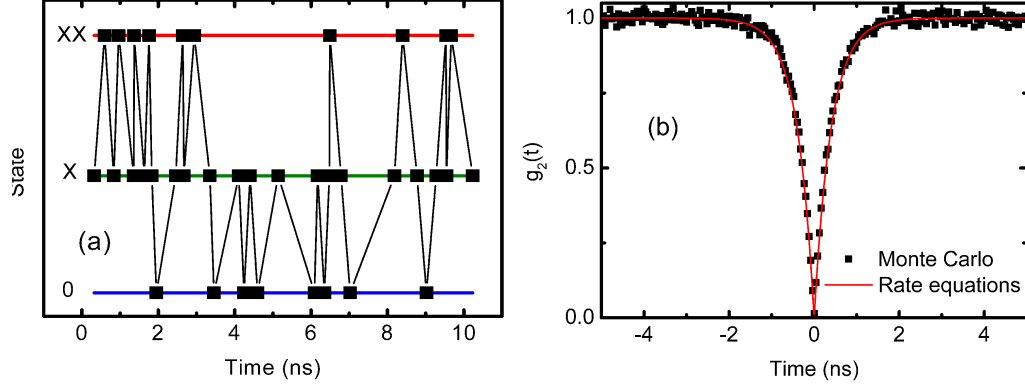 XX
X
0
State
(a)
0 2 4 6 8 10
Time (ns)
1.0
0.5
0.0
g2(t)
(b)
Monte Carlo
Rate equations
-4 -2 0 2 4
Time (ns)